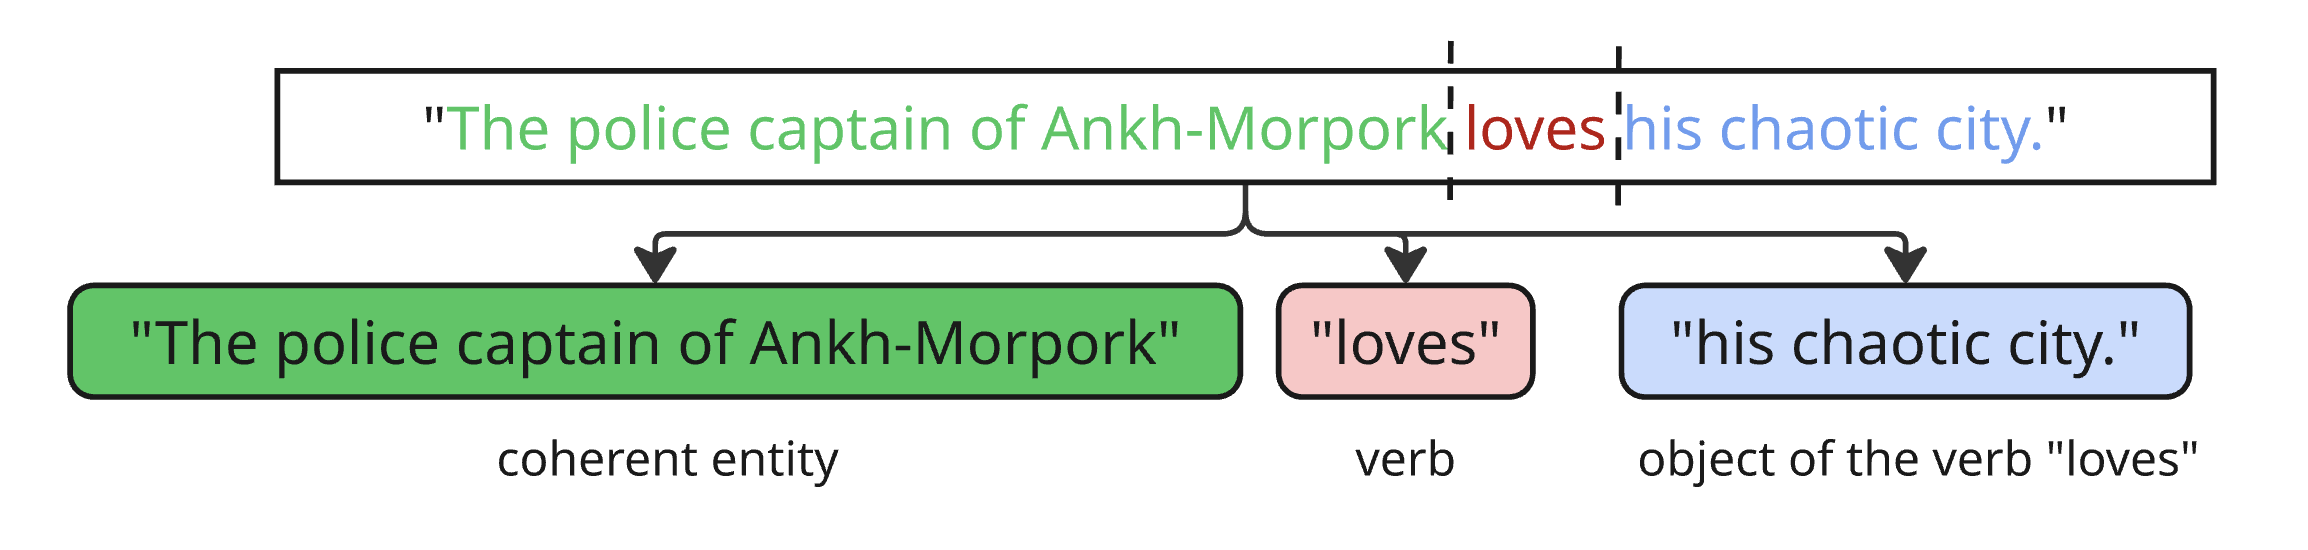 "The police captain of Ankh-Morpork loves his chaotic city."
"The police captain of Ankh-Morpork" "loves" "his chaotic city."
coherent entity verb object of the verb "loves"